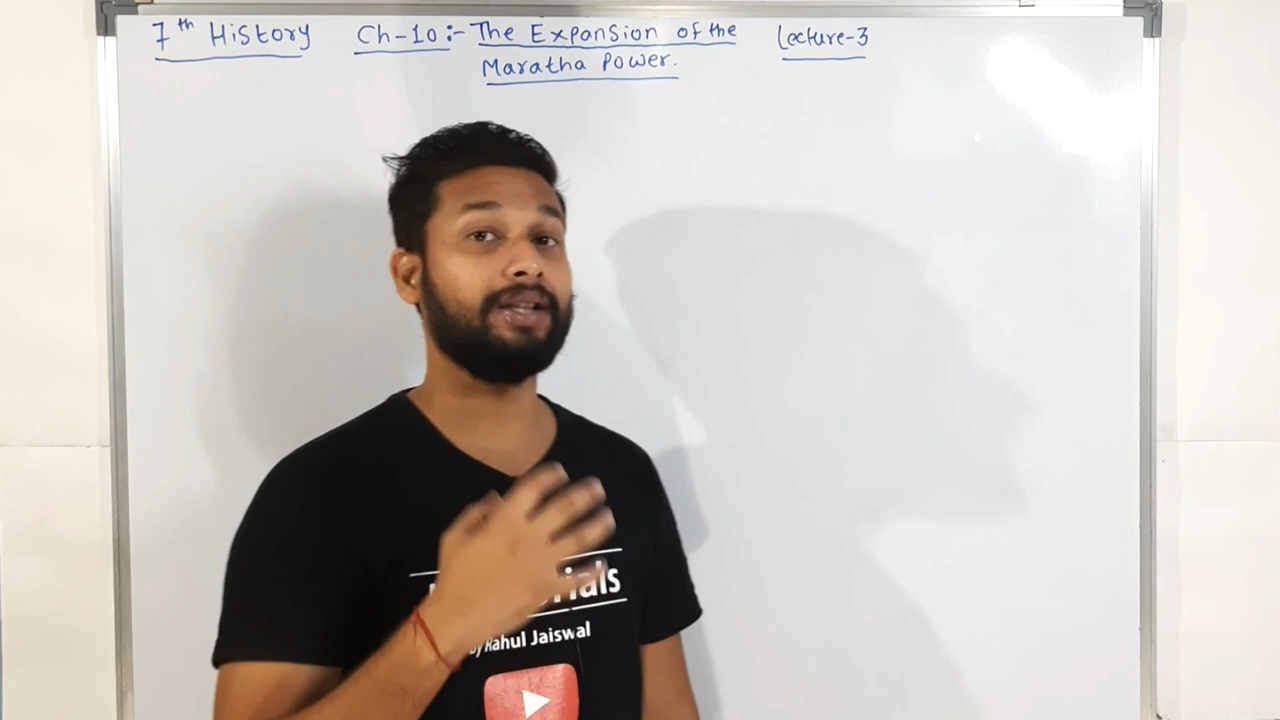 7th History Ch-10:- The Expansion of the Lecture-3
Maratha Power.
by Rahul Jaiswal